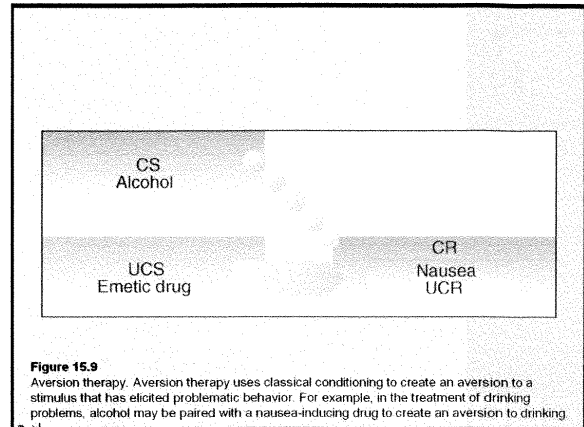 CS
Alcohol
UCS
Emetic drug
CR
Nausea
UCR
Figure 15.9
Aversion therapy. Aversion therapy uses classical conditioning to create an aversion to a
stimulus that has elicited problematic behavior. For example, in the treatment of drinking
problems, alcohol may be paired with a nausea-inducing drug to create an aversion to drinking